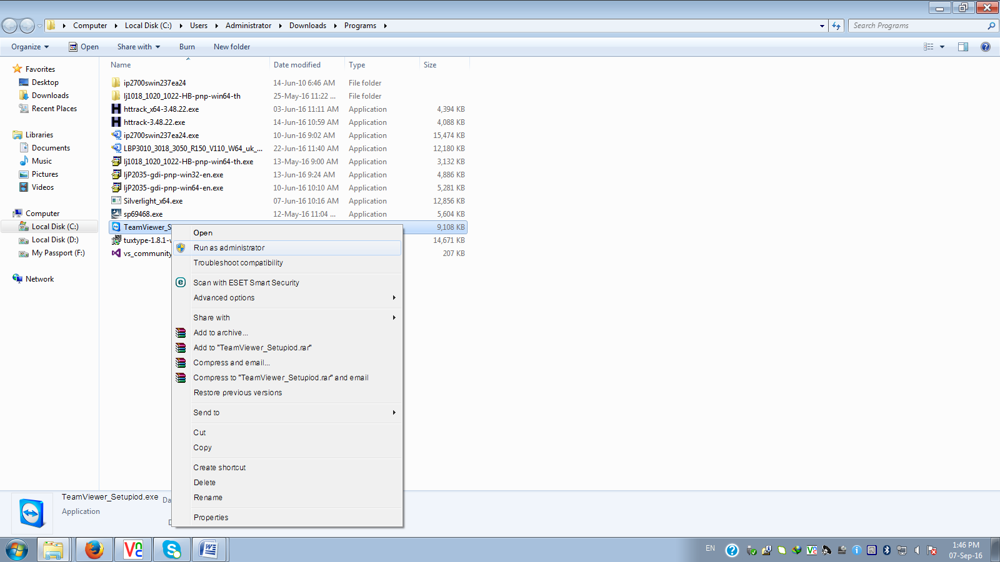 Computer Local Disk (C:) Users Administrator Downloads Programs Search Programs
Organize Open Share with Burn New folder
Name Date modified Type Size
Favorites
Desktop
Downloads
Recent Places
Libraries
Documents
Music
Pictures
Videos
Computer
Local Disk (C:)
Local Disk (D:)
My Passport (F:)
Network
ip2700swin237ea24 14-Jun-10 6:46 AM File folder
lj1018_1020_1022-HB-pnp-win64-th 25-May-16 11:22 ... File folder
httrack_x64-3.48.22.exe 03-Jun-16 11:11 AM Application 4,394 KB
httrack-3.48.22.exe 14-Jun-16 10:59 AM Application 4,088 KB
ip2700swin237ea24.exe 10-Jun-16 9:02 AM Application 15,474 KB
LBP3010_3018_3050_R150_V110_W64_uk_... 22-Jun-16 11:40 AM Application 12,180 KB
lj1018_1020_1022-HB-pnp-win64-th.exe 13-May-16 9:00 AM Application 3,132 KB
ljP2035-gdi-pnp-win32-en.exe 13-Jun-16 9:24 AM Application 4,886 KB
ljP2035-gdi-pnp-win64-en.exe 10-Jun-16 10:10 AM Application 5,281 KB
Silverlight_x64.exe 07-Jun-16 10:16 AM Application 12,856 KB
sp69468.exe 12-May-16 11:04 ... Application 5,604 KB
TeamViewer_S 9,108 KB
tuxtype-1.8.1-w 14,671 KB
vs_community 207 KB
Open
Run as administrator
Troubleshoot compatibility
Scan with ESET Smart Security
Advanced options
Share with
Add to archive...
Add to "TeamViewer_Setupiod.rar"
Compress and email...
Compress to "TeamViewer_Setupiod.rar" and email
Restore previous versions
Send to
Cut
Copy
Create shortcut
Delete
Rename
Properties
TeamViewer_Setupiod.exe Da
Application
EN
1:46 PM
07-Sep-16